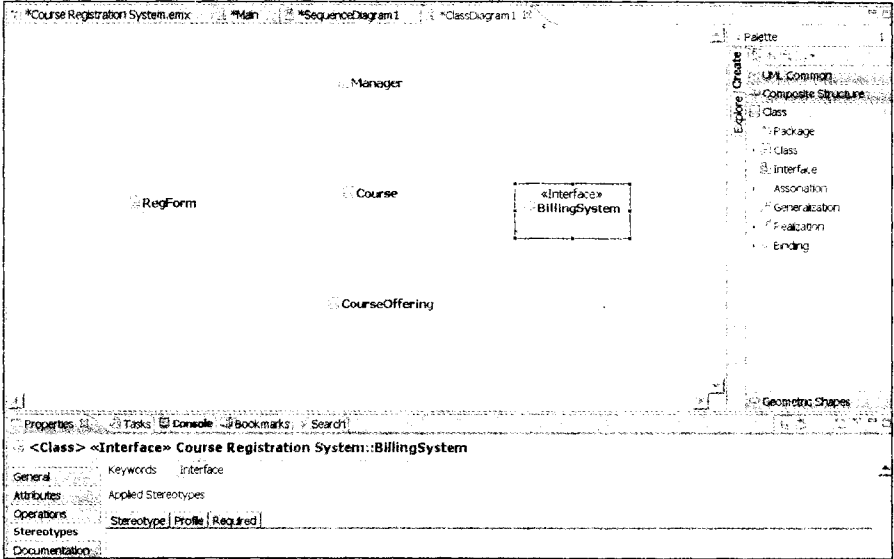 *Course Registration System.emx *Main *SequenceDiagram1 *ClassDiagram1
Palette
Manager
Explore Create
UML Common
Composite Structure
Class
Package
Class
Interface
Association
Generalization
Realization
Binding
RegForm
Course
«Interface»
BillingSystem
CourseOffering
Geometric Shapes
Properties Tasks Console Bookmarks Search
<Class> «Interface» Course Registration System::BillingSystem
General
Attributes
Operations
Stereotypes
Documentation
Keywords Interface
Applied Stereotypes
Stereotype Profile Required